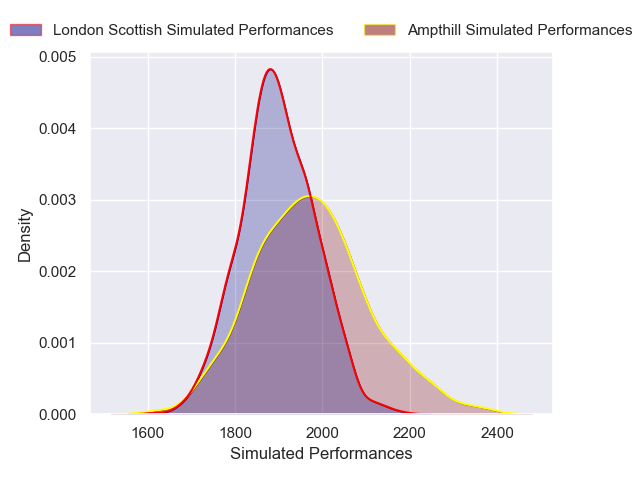 London Scottish Simulated Performances
Ampthill Simulated Performances
0.005
0.004
0.003
0.002
0.001
0.000
Density
1600
1800
2000
2200
2400
Simulated Performances